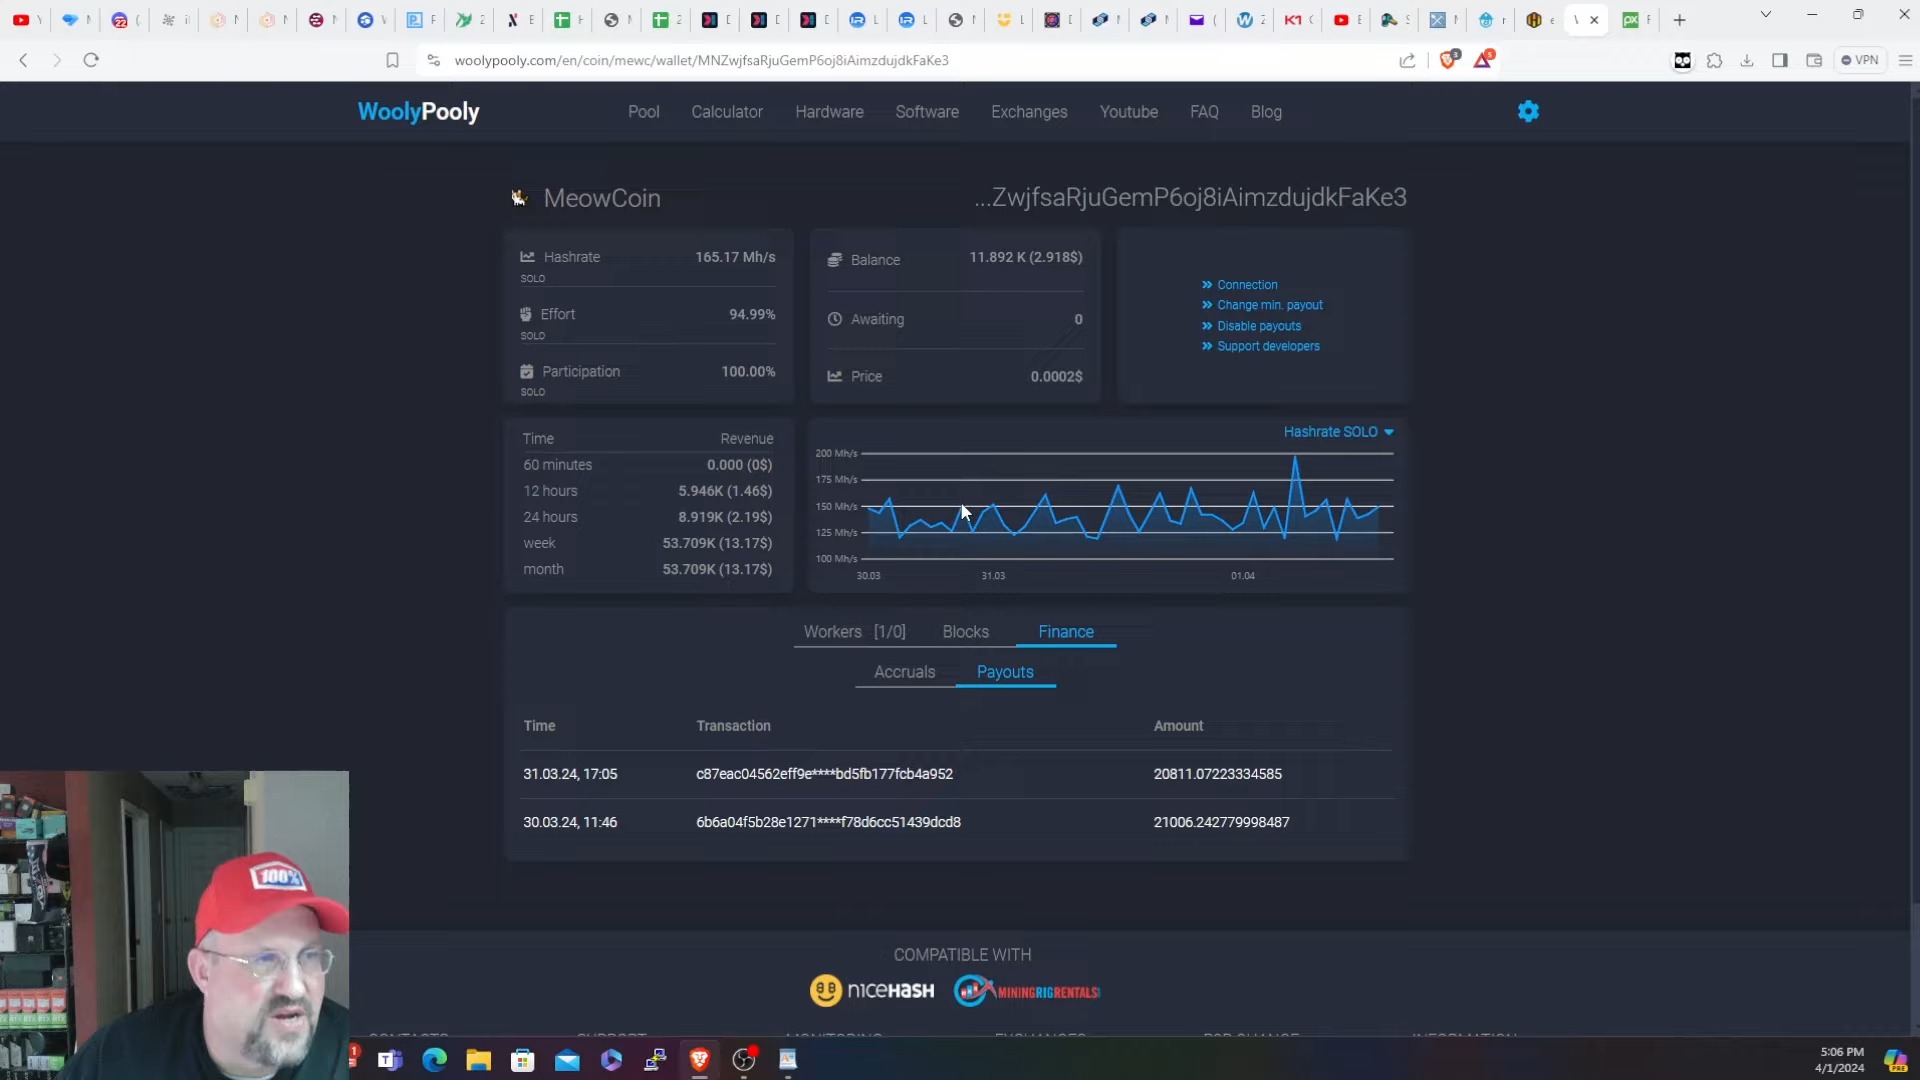 22
woolypooly.com/en/coin/mewc/wallet/MNZwjfsaRjuGemP6oj8iAimzdujdkFaKe3
3
5
VPN
WoolyPooly
Pool
Calculator
Hardware
Software
Exchanges
Youtube
FAQ
Blog
MeowCoin
...ZwjfsaRjuGemP6oj8iAimzdujdkFaKe3
Hashrate 165.17 Mh/s
SOLO
Effort 94.99%
SOLO
Participation 100.00%
SOLO
Balance 11.892 K (2.918$)
Awaiting 0
Price 0.0002$
Connection
Change min. payout
Disable payouts
Support developers
Time Revenue
60 minutes 0.000 (0$)
12 hours 5.946K (1.46$)
24 hours 8.919K (2.19$)
week 53.709K (13.17$)
month 53.709K (13.17$)
Hashrate SOLO
200 Mh/s
175 Mh/s
150 Mh/s
125 Mh/s
100 Mh/s
30.03 31.03 01.04
Workers [1/0] Blocks Finance
Accruals Payouts
Time Transaction Amount
31.03.24, 17:05 c87eac04562eff9e****bd5fb177fcb4a952 20811.07223334585
30.03.24, 11:46 6b6a04f5b28e1271****f78d6cc51439dcd8 21006.242779998487
COMPATIBLE WITH
NICEHASH
MININGRIGRENTALS
100%
5:06 PM
4/1/2024
PRE